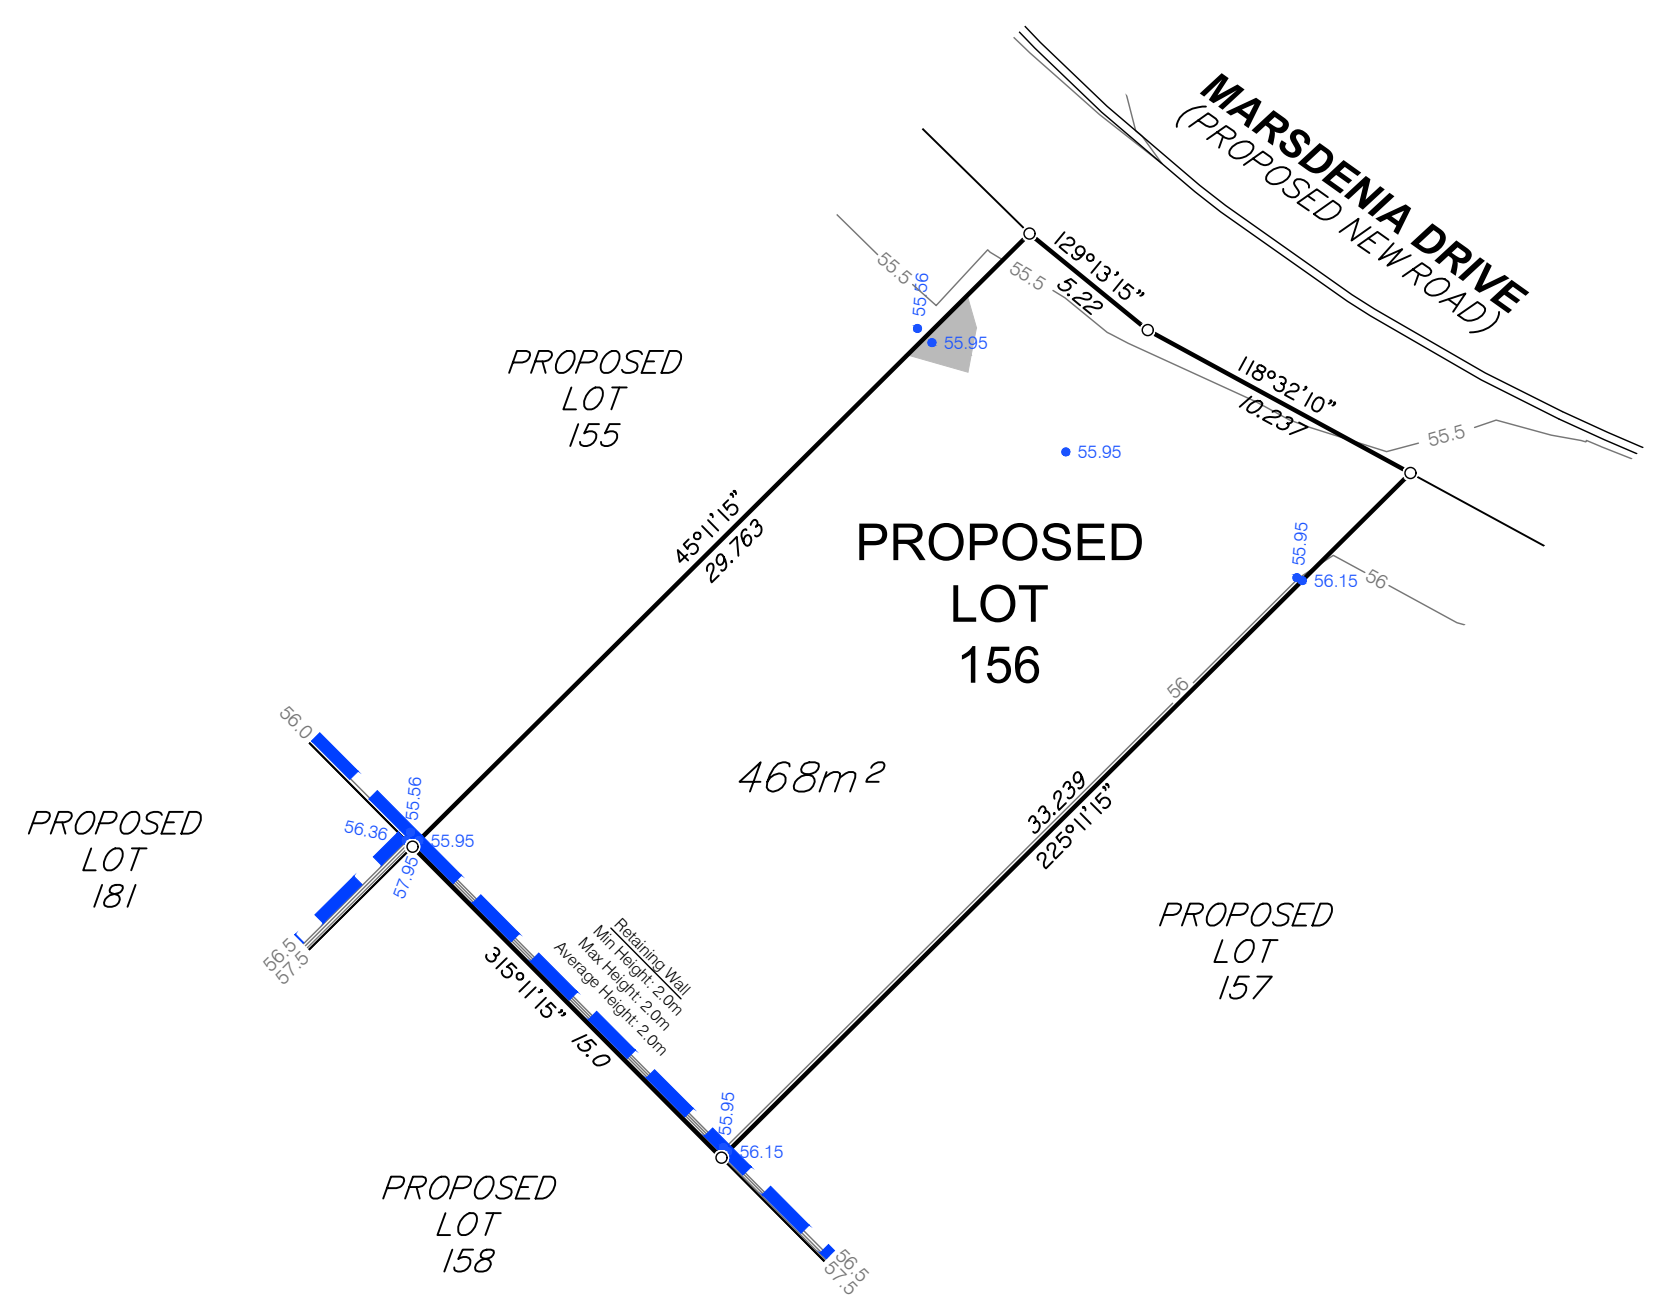 MARSDENIA DRIVE
(PROPOSED NEW ROAD)
129°13'15"
5.22
55.5
55.5
55.56
55.95
118°32'10"
10.237
55.5
PROPOSED
LOT
155
55.95
45°11'15"
29.763
PROPOSED
LOT
156
55.95
56.15
56
56
468m²
33.239
225°11'15"
56.0
55.56
56.36
55.95
57.95
PROPOSED
LOT
181
56.5
57.5
Retaining Wall
Min Height: 2.0m
Max Height: 2.0m
Average Height: 2.0m
315°11'15"
15.0
PROPOSED
LOT
157
55.95
56.15
PROPOSED
LOT
158
56.5
57.5